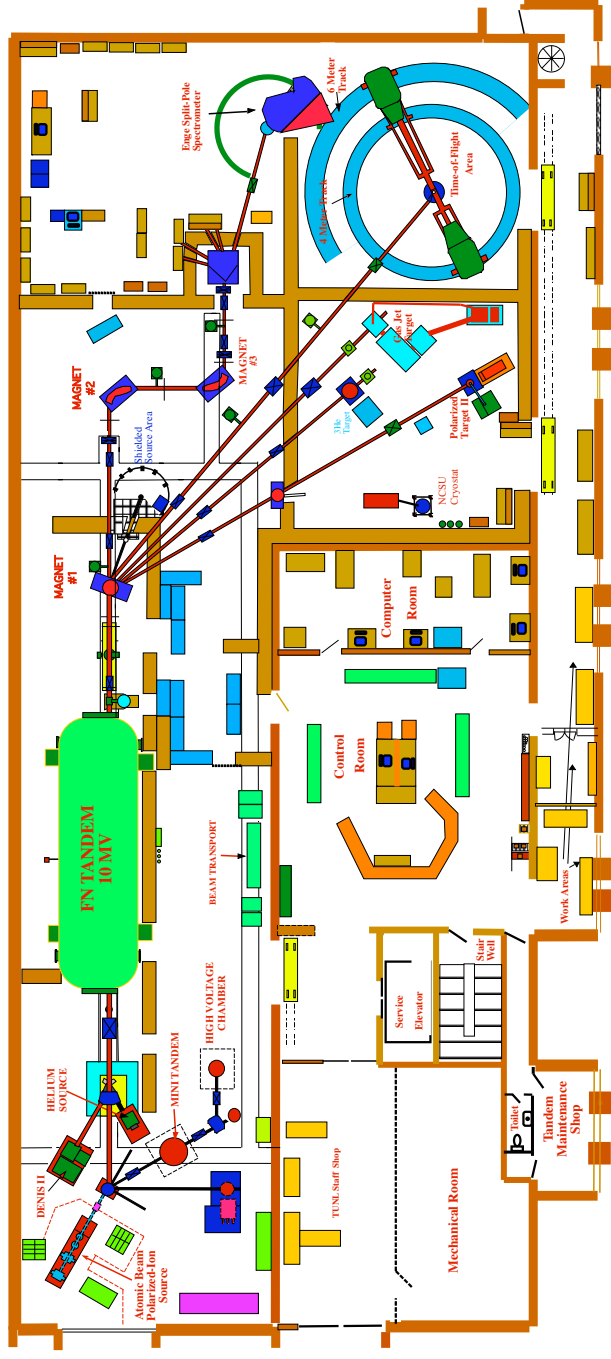 Enge Split-Pole
Spectrometer
6 Meter
Track
4 Meter Track
Time-of-Flight
Area
MAGNET
#2
MAGNET
#3
Gas Jet
Target
Shielded
Source Area
3He
Target
Polarized
Target II
NCSU
Cryostat
MAGNET
#1
Computer
Room
Control
Room
FN TANDEM
10 MV
BEAM TRANSPORT
Work Areas
Stair
Well
Service
Elevator
HIGH VOLTAGE
CHAMBER
HELIUM
SOURCE
MINI TANDEM
Toilet
Tandem
Maintenance
Shop
DENIS II
TUNL Staff Shop
Mechanical Room
Atomic Beam
Polarized-Ion
Source